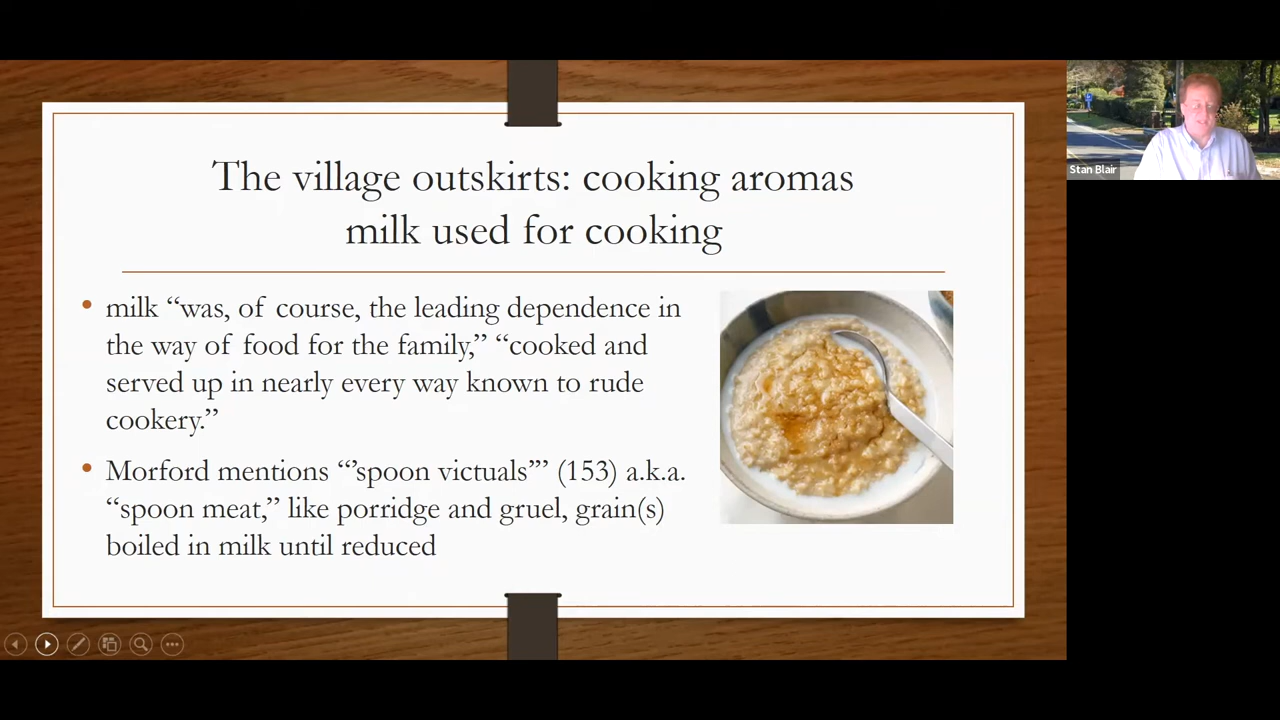 The village outskirts: cooking aromas
milk used for cooking
• milk “was, of course, the leading dependence in
the way of food for the family,” “cooked and
served up in nearly every way known to rude
cookery.”
• Morford mentions “’spoon victuals’” (153) a.k.a.
“spoon meat,” like porridge and gruel, grain(s)
boiled in milk until reduced
Stan Blair